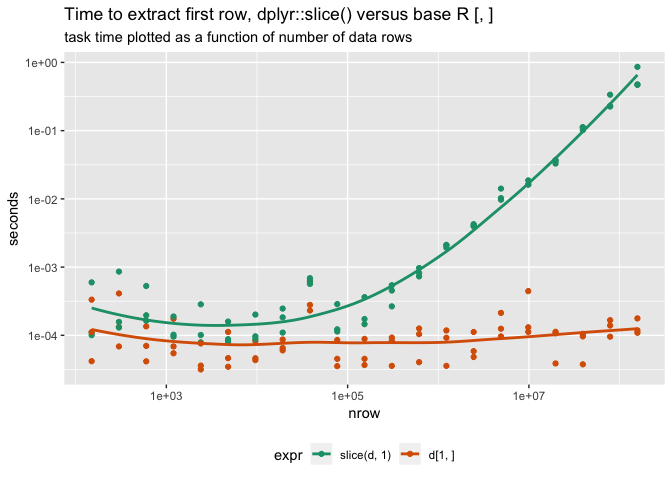 Time to extract first row, dplyr::slice() versus base R [, ]
task time plotted as a function of number of data rows
1e+00
1e-01
1e-02
1e-03
1e-04
seconds
1e+03
1e+05
1e+07
nrow
expr
slice(d, 1)
d[1, ]